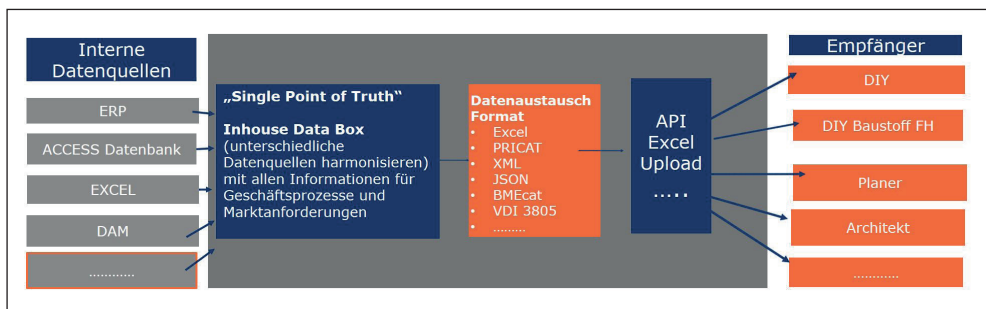 Interne
Datenquellen
ERP
ACCESS Datenbank
EXCEL
DAM
............
„Single Point of Truth“
Inhouse Data Box
(unterschiedliche
Datenquellen harmonisieren)
mit allen Informationen für
Geschäftsprozesse und
Marktanforderungen
Datenaustausch
Format
• Excel
• PRICAT
• XML
• JSON
• BMEcat
• VDI 3805
• .........
API
Excel
Upload
.....
Empfänger
DIY
DIY Baustoff FH
Planer
Architekt
............